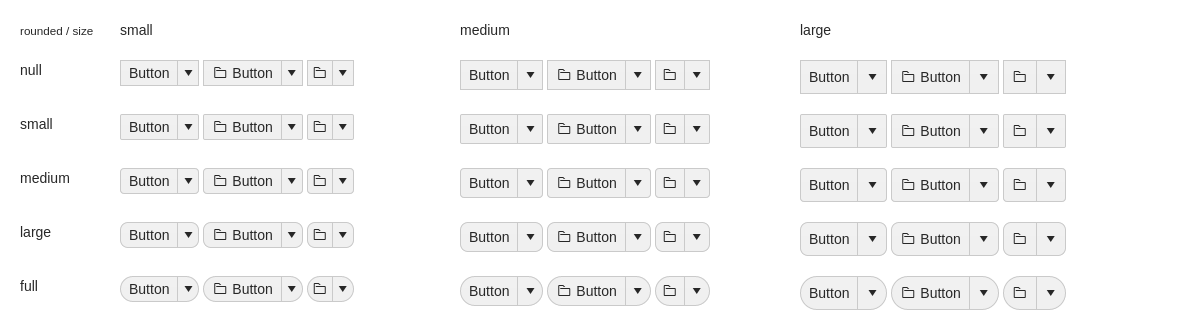 rounded / size small medium large
null Button Button Button Button Button Button
small Button Button Button Button Button Button
medium Button Button Button Button Button Button
large Button Button Button Button Button Button
full Button Button Button Button Button Button